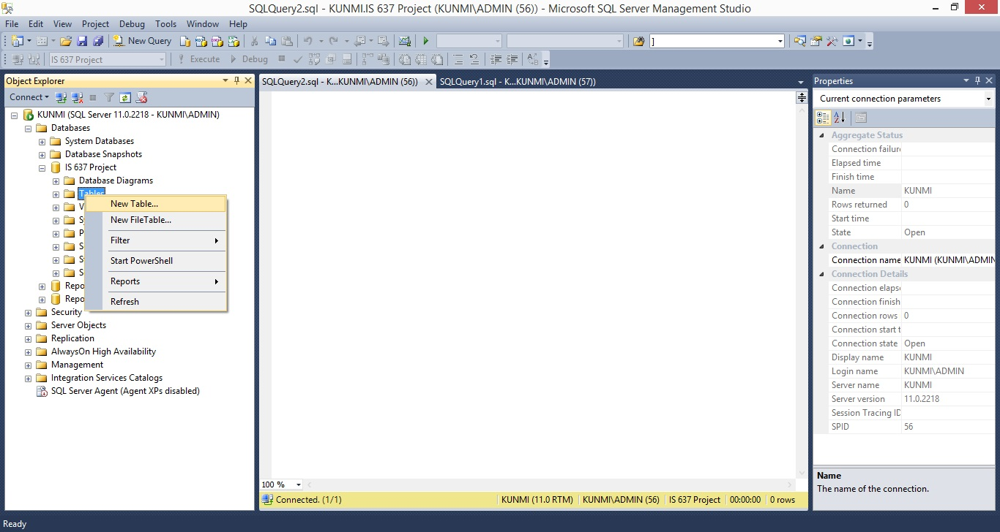 SQLQuery2.sql - KUNMI.IS 637 Project (KUNMI\ADMIN (56)) - Microsoft SQL Server Management Studio
File Edit View Project Debug Tools Window Help
New Query ]
IS 637 Project Execute Debug
Object Explorer
Connect
KUNMI (SQL Server 11.0.2218 - KUNMI\ADMIN)
Databases
System Databases
Database Snapshots
IS 637 Project
Database Diagrams
Tables
New Table...
New FileTable...
Filter
Start PowerShell
Reports
Refresh
Security
Server Objects
Replication
AlwaysOn High Availability
Management
Integration Services Catalogs
SQL Server Agent (Agent XPs disabled)
SQLQuery2.sql - K...KUNMI\ADMIN (56)) SQLQuery1.sql - K...KUNMI\ADMIN (57))
100 %
Connected. (1/1) KUNMI (11.0 RTM) KUNMI\ADMIN (56) IS 637 Project 00:00:00 0 rows
Properties
Current connection parameters
Aggregate Status
Connection failur
Elapsed time
Finish time
Name KUNMI
Rows returned 0
Start time
State Open
Connection
Connection name KUNMI (KUNMI\ADMIN
Connection Details
Connection elaps
Connection finish
Connection rows 0
Connection start t
Connection state Open
Display name KUNMI
Login name KUNMI\ADMIN
Server name KUNMI
Server version 11.0.2218
Session Tracing ID
SPID 56
Name
The name of the connection.
Ready